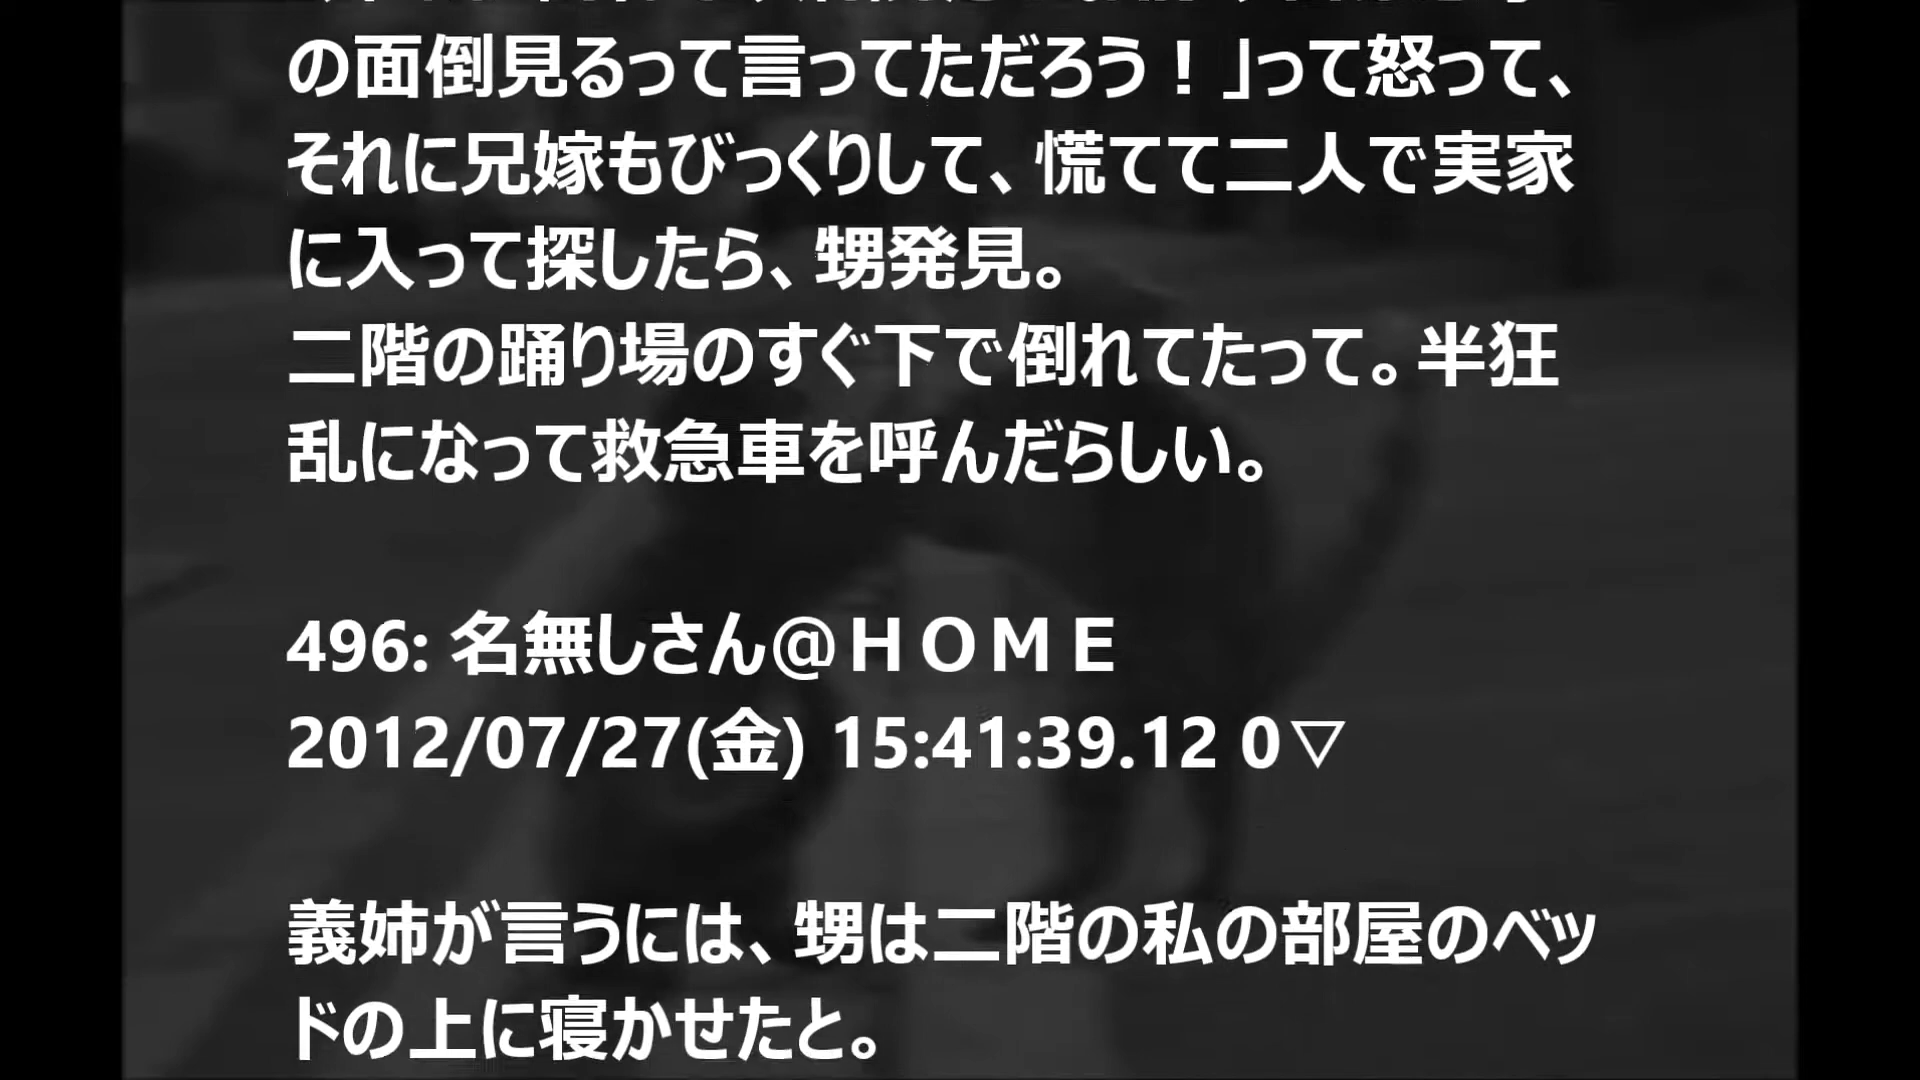 の面倒見るって言ってただろう！」って怒って、
それに兄嫁もびっくりして、慌てて二人で実家
に入って探したら、甥発見。
二階の踊り場のすぐ下で倒れてたって。半狂
乱になって救急車を呼んだらしい。
496: 名無しさん@ＨＯＭＥ
2012/07/27(金) 15:41:39.12 0▽
義姉が言うには、甥は二階の私の部屋のベッ
ドの上に寝かせたと。